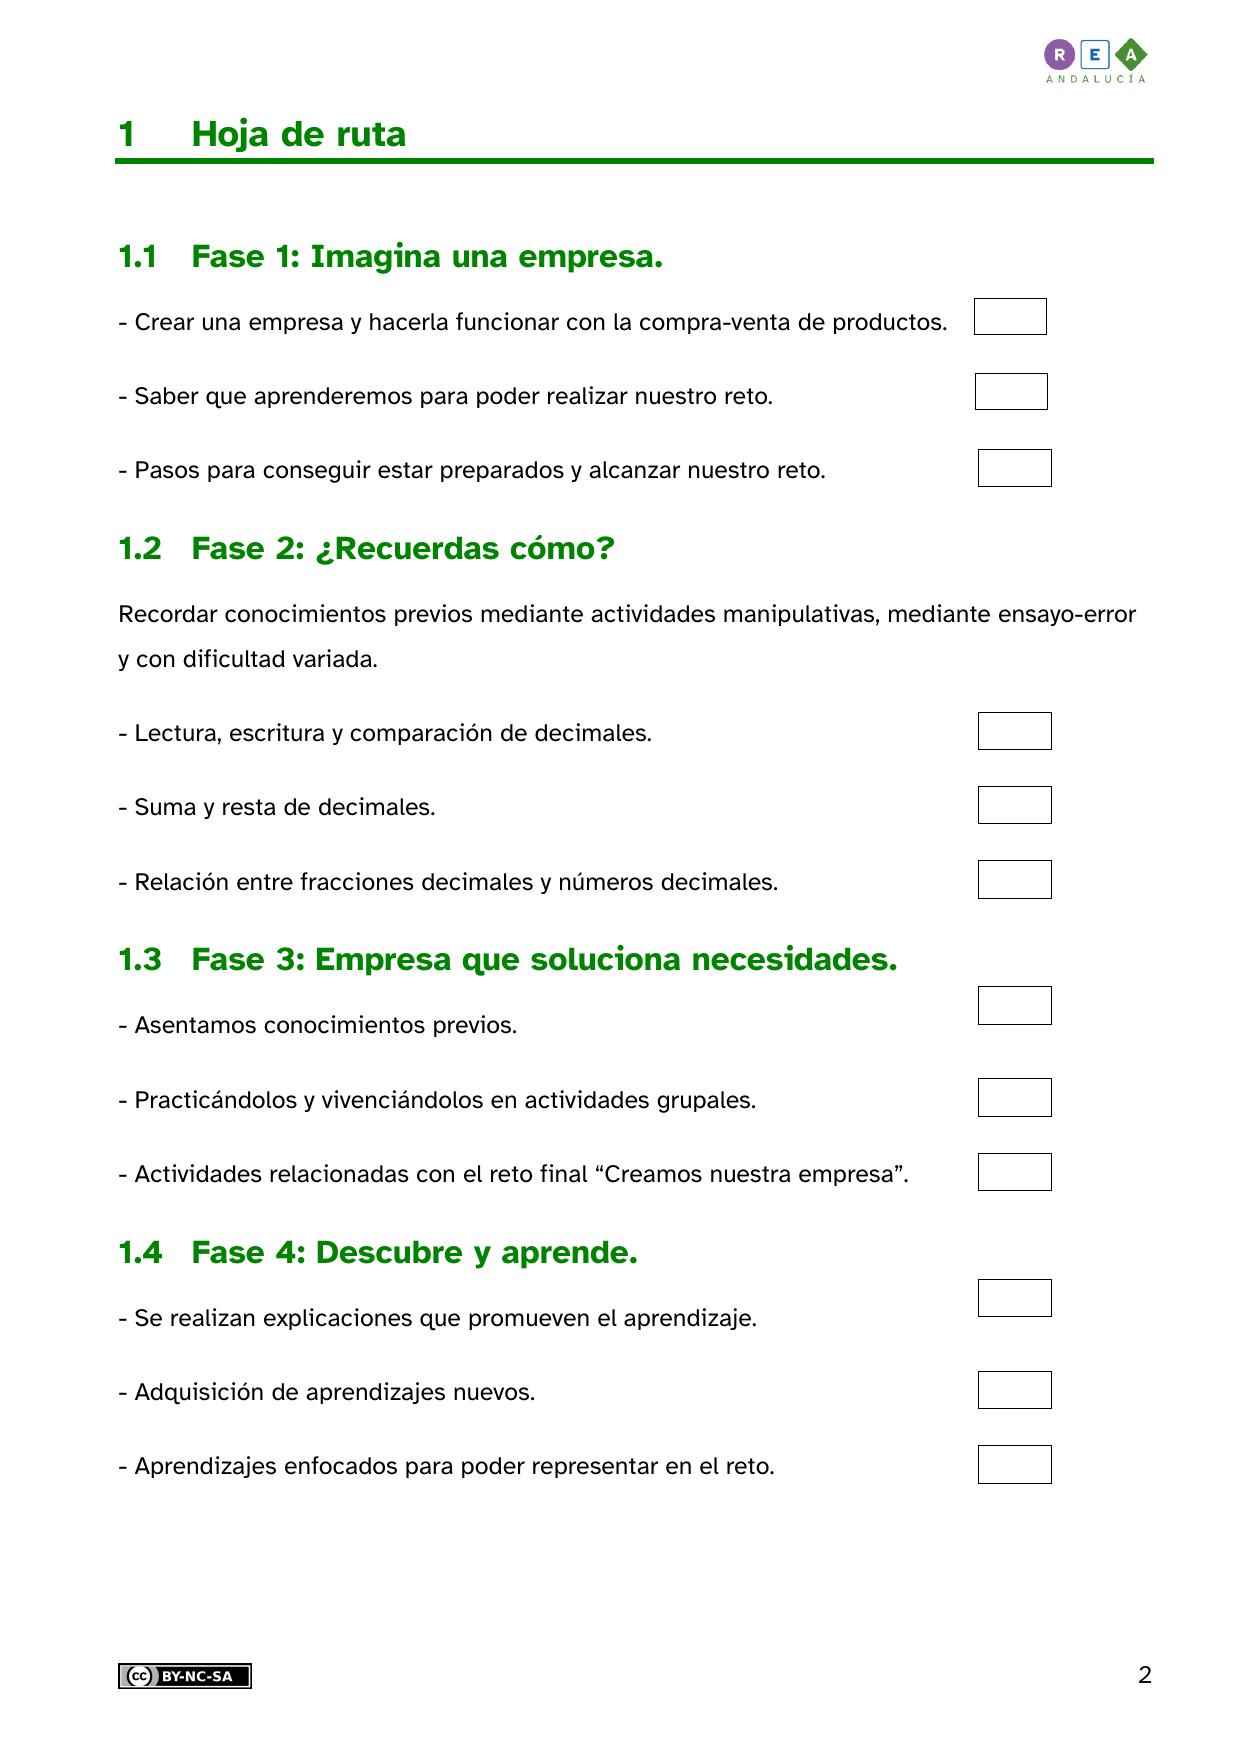 R E A
ANDALUCÍA
1 Hoja de ruta
1.1 Fase 1: Imagina una empresa.
- Crear una empresa y hacerla funcionar con la compra-venta de productos.
- Saber que aprenderemos para poder realizar nuestro reto.
- Pasos para conseguir estar preparados y alcanzar nuestro reto.
1.2 Fase 2: ¿Recuerdas cómo?
Recordar conocimientos previos mediante actividades manipulativas, mediante ensayo-error
y con dificultad variada.
- Lectura, escritura y comparación de decimales.
- Suma y resta de decimales.
- Relación entre fracciones decimales y números decimales.
1.3 Fase 3: Empresa que soluciona necesidades.
- Asentamos conocimientos previos.
- Practicándolos y vivenciándolos en actividades grupales.
- Actividades relacionadas con el reto final “Creamos nuestra empresa”.
1.4 Fase 4: Descubre y aprende.
- Se realizan explicaciones que promueven el aprendizaje.
- Adquisición de aprendizajes nuevos.
- Aprendizajes enfocados para poder representar en el reto.
cc BY-NC-SA
2